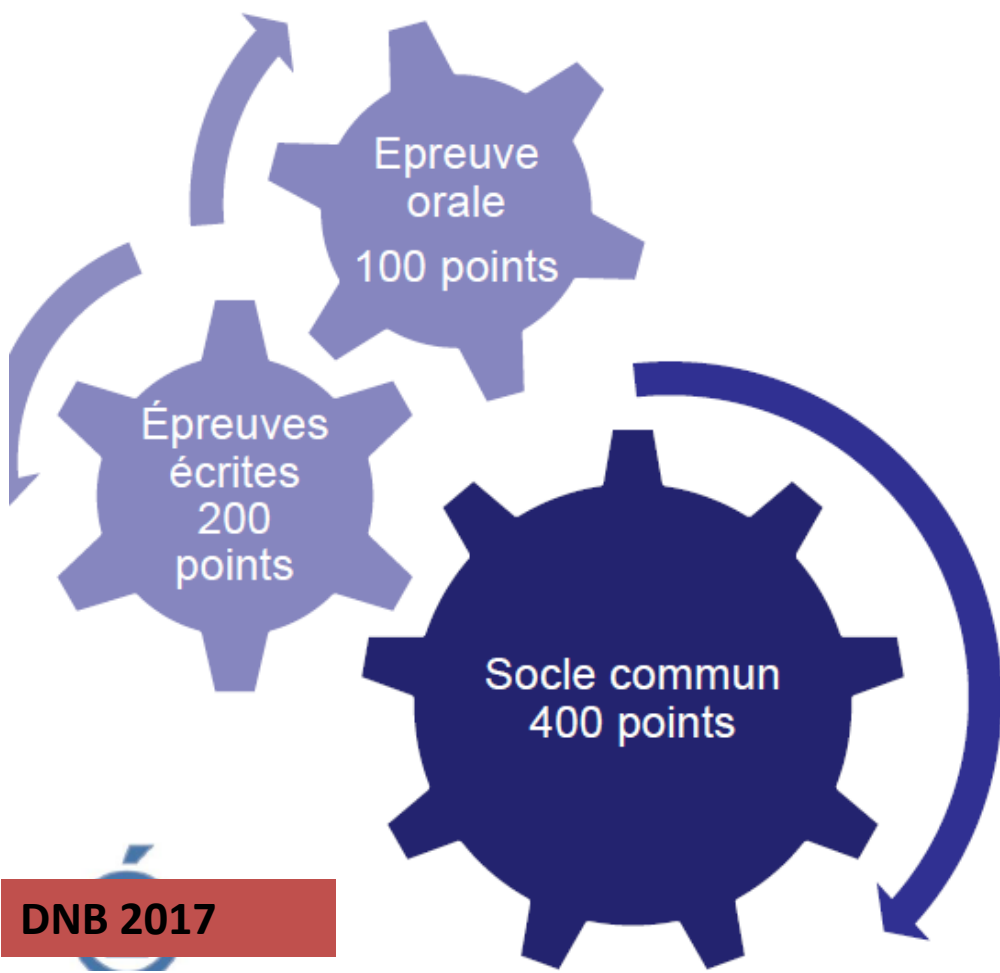 Epreuve
orale
100 points
Épreuves
écrites
200
points
Socle commun
400 points
DNB 2017